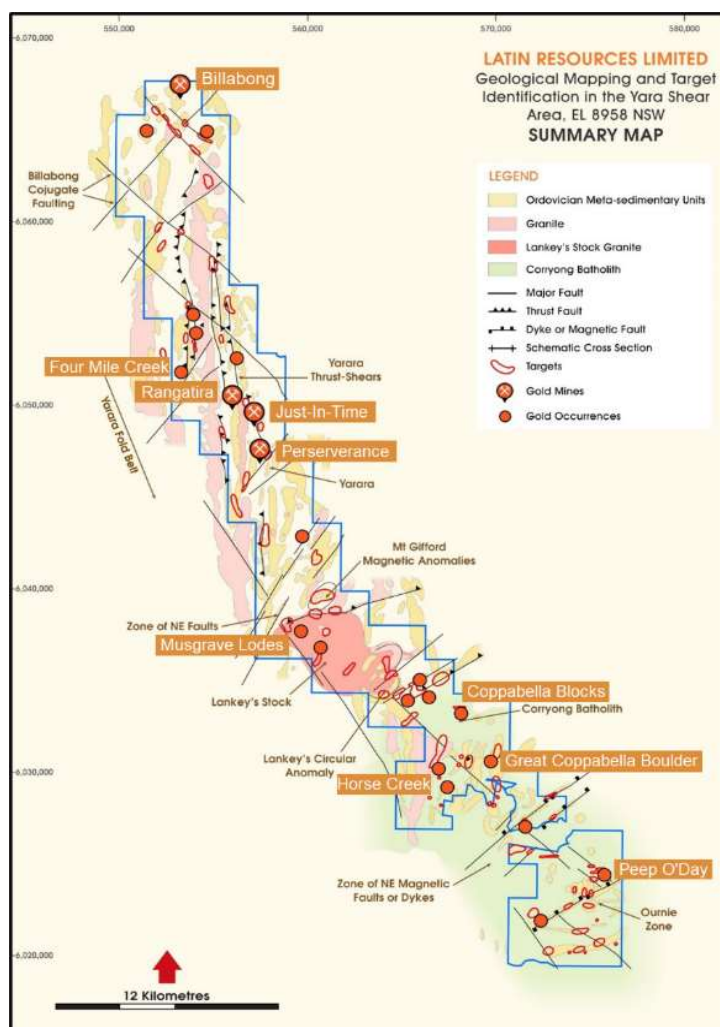 550,000
560,000
570,000
580,000
6,070,000
6,060,000
6,050,000
6,040,000
6,030,000
6,020,000
LATIN RESOURCES LIMITED
Geological Mapping and Target
Identification in the Yara Shear
Area, EL 8958 NSW
SUMMARY MAP
LEGEND
Ordovician Meta-sedimentary Units
Granite
Lankey's Stock Granite
Corryong Batholith
Major Fault
Thrust Fault
Dyke or Magnetic Fault
Schematic Cross Section
Targets
Gold Mines
Gold Occurrences
Billabong
Billabong
Cojugate
Faulting
Four Mile Creek
Rangatira
Yarara
Thrust-Shears
Just-In-Time
Perserverance
Yarara
Yarara Fold Belt
Mt Gifford
Magnetic Anomalies
Zone of NE Faults
Musgrave Lodes
Lankey's Stock
Coppabella Blocks
Corryong Batholith
Lankey's Circular
Anomaly
Great Coppabella Boulder
Horse Creek
Zone of NE Magnetic
Faults or Dykes
Peep O'Day
Ournie
Zone
12 Kilometres